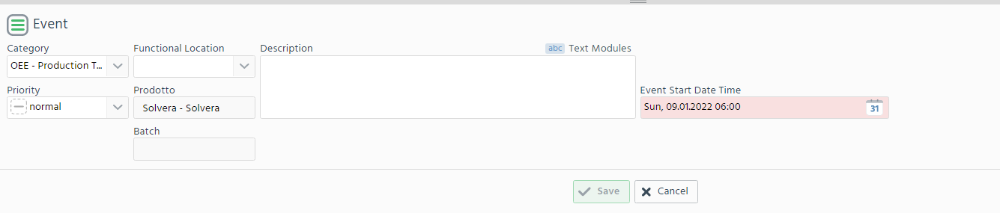 Event
Category
Functional Location
Description
abc Text Modules
OEE - Production T...
Priority
Prodotto
Event Start Date Time
normal
Solvera - Solvera
Sun, 09.01.2022 06:00
31
Batch
Save
Cancel